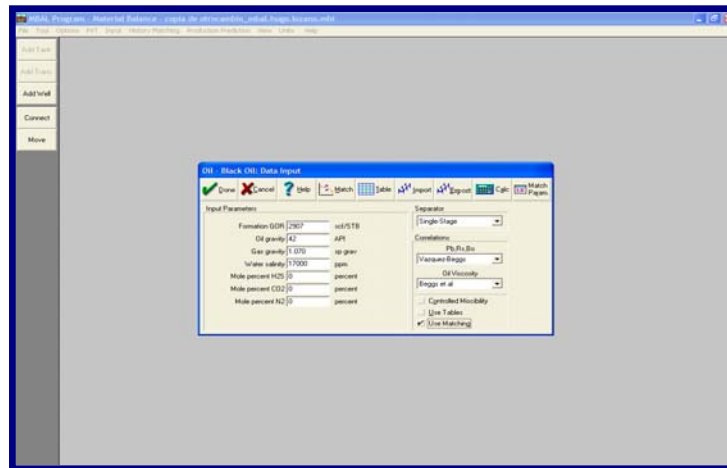 MBAL Program - Material Balance - copia de otrocambin_mbal.hugo.lozano.mbi
File Tool Options PVT Input History Matching Production Prediction View Units Help
Add Tank
Add Trans
Add Well
Connect
Move
Oil - Black Oil: Data Input
Done Cancel Help Match Table Import Export Calc Match Param
Input Parameters
Formation GOR 2907 scf/STB
Oil gravity 42 API
Gas gravity 1.070 sp grav
Water salinity 17000 ppm
Mole percent H2S 0 percent
Mole percent CO2 0 percent
Mole percent N2 0 percent
Separator
Single-Stage
Correlations
Pb,Rs,Bo
Vazquez-Beggs
Oil Viscosity
Beggs et al
Controlled Miscibility
Use Tables
Use Matching